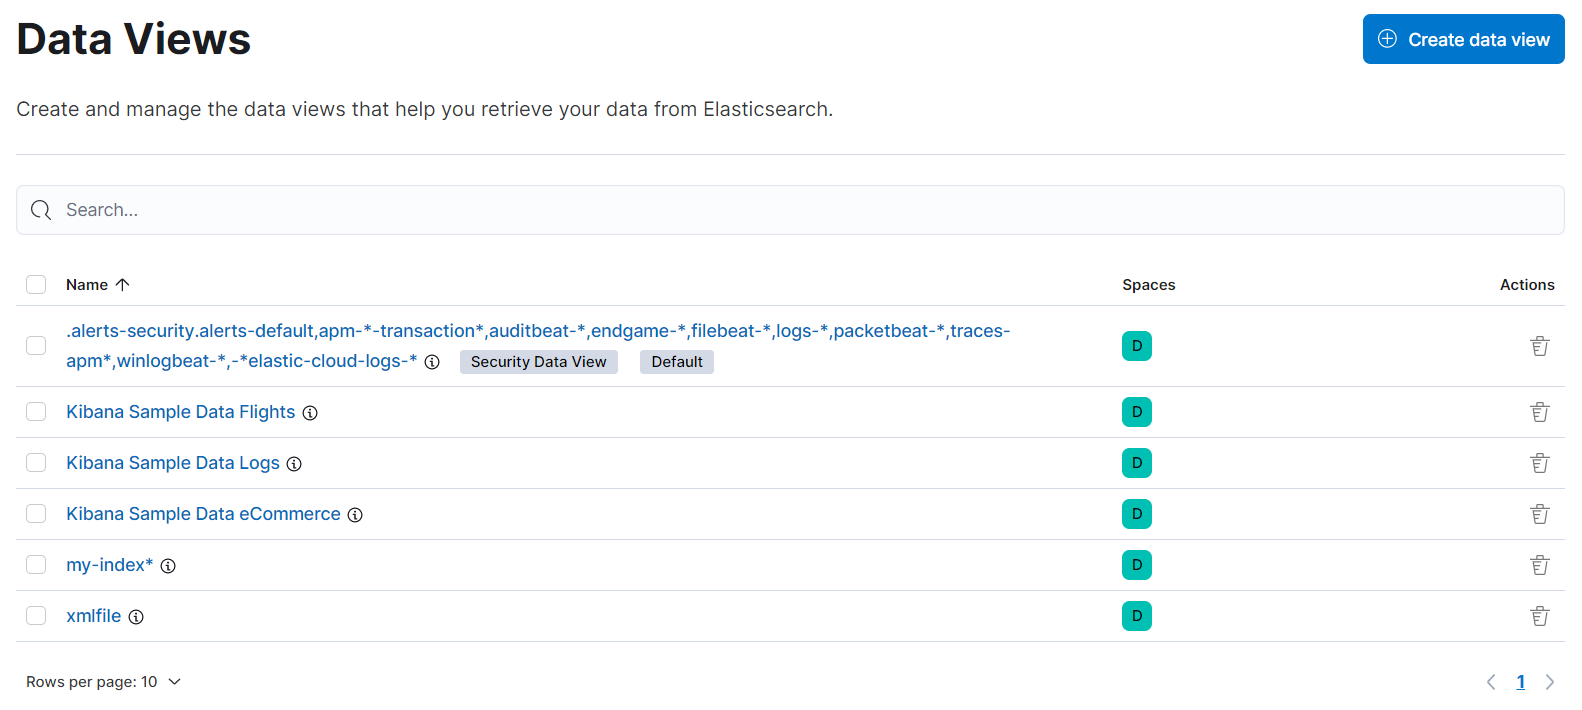 Data Views
Create data view
Create and manage the data views that help you retrieve your data from Elasticsearch.
Search...
Name Spaces Actions
.alerts-security.alerts-default,apm-*-transaction*,auditbeat-*,endgame-*,filebeat-*,logs-*,packetbeat-*,traces-
apm*,winlogbeat-*,-*elastic-cloud-logs-* Security Data View Default D
Kibana Sample Data Flights D
Kibana Sample Data Logs D
Kibana Sample Data eCommerce D
my-index* D
xmlfile D
Rows per page: 10 1